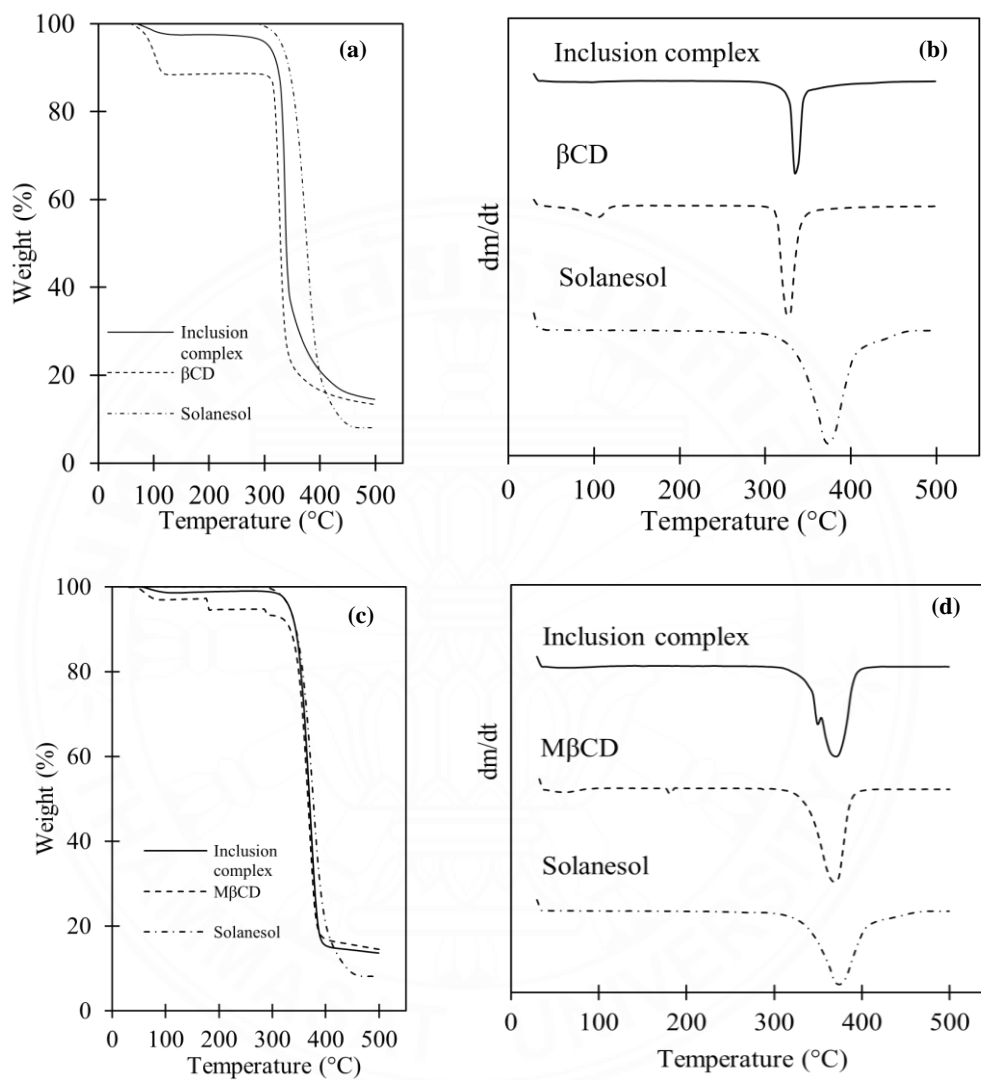 (a)
Weight (%)
100
80
60
40
20
0
Inclusion
complex
βCD
Solanesol
0 100 200 300 400 500
Temperature (°C)
(b)
dm/dt
Inclusion complex
βCD
Solanesol
0 100 200 300 400 500
Temperature (°C)
(c)
Weight (%)
100
80
60
40
20
0
Inclusion
complex
MβCD
Solanesol
0 100 200 300 400 500
Temperature (°C)
(d)
dm/dt
Inclusion complex
MβCD
Solanesol
0 100 200 300 400 500
Temperature (°C)
THAMMASAT UNIVERSITY